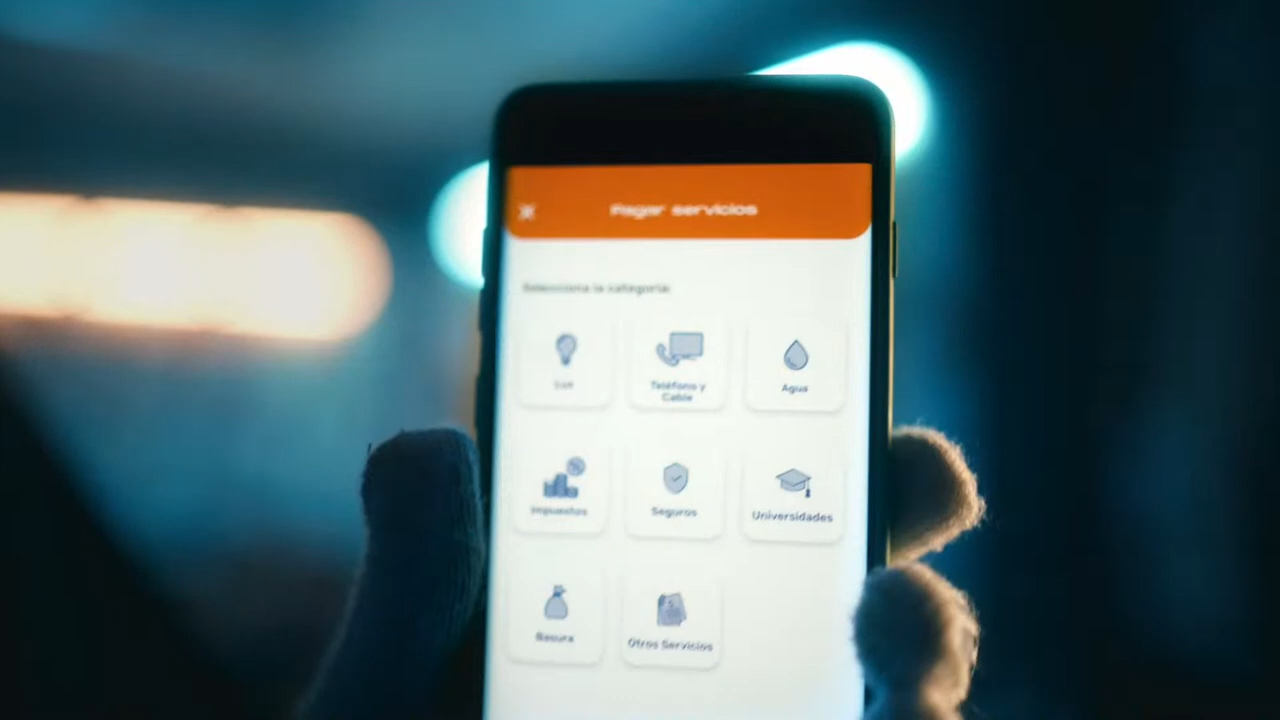 Pagar servicios
Selecciona la categoría:
Luz
Teléfono y
Cable
Agua
Impuestos
Seguros
Universidades
Basura
Otros Servicios